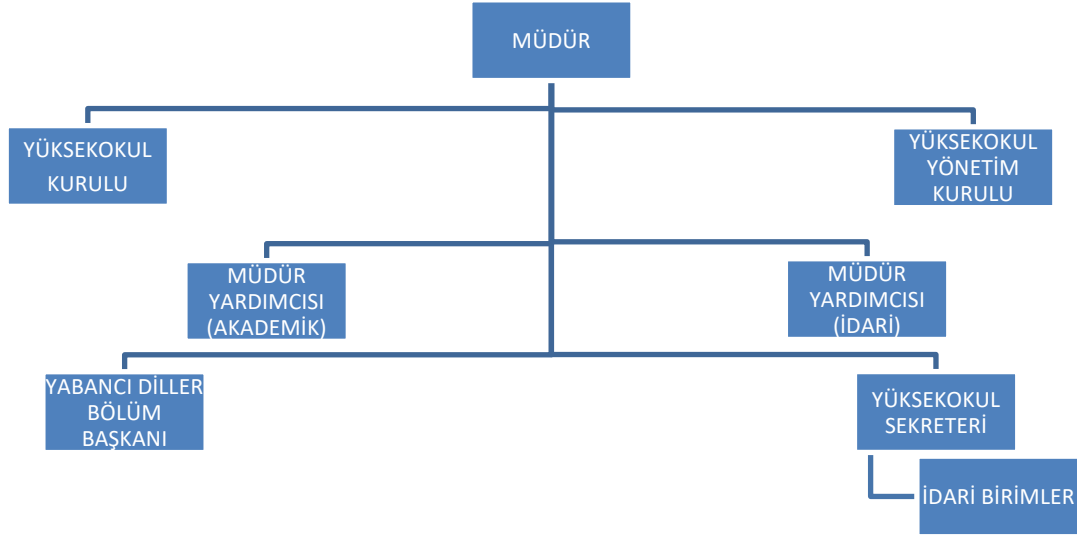 MÜDÜR
YÜKSEKOKUL
KURULU
YÜKSEKOKUL
YÖNETİM
KURULU
MÜDÜR
YARDIMCISI
(AKADEMİK)
MÜDÜR
YARDIMCISI
(İDARİ)
YABANCI DİLLER
BÖLÜM
BAŞKANI
YÜKSEKOKUL
SEKRETERİ
İDARİ BİRİMLER